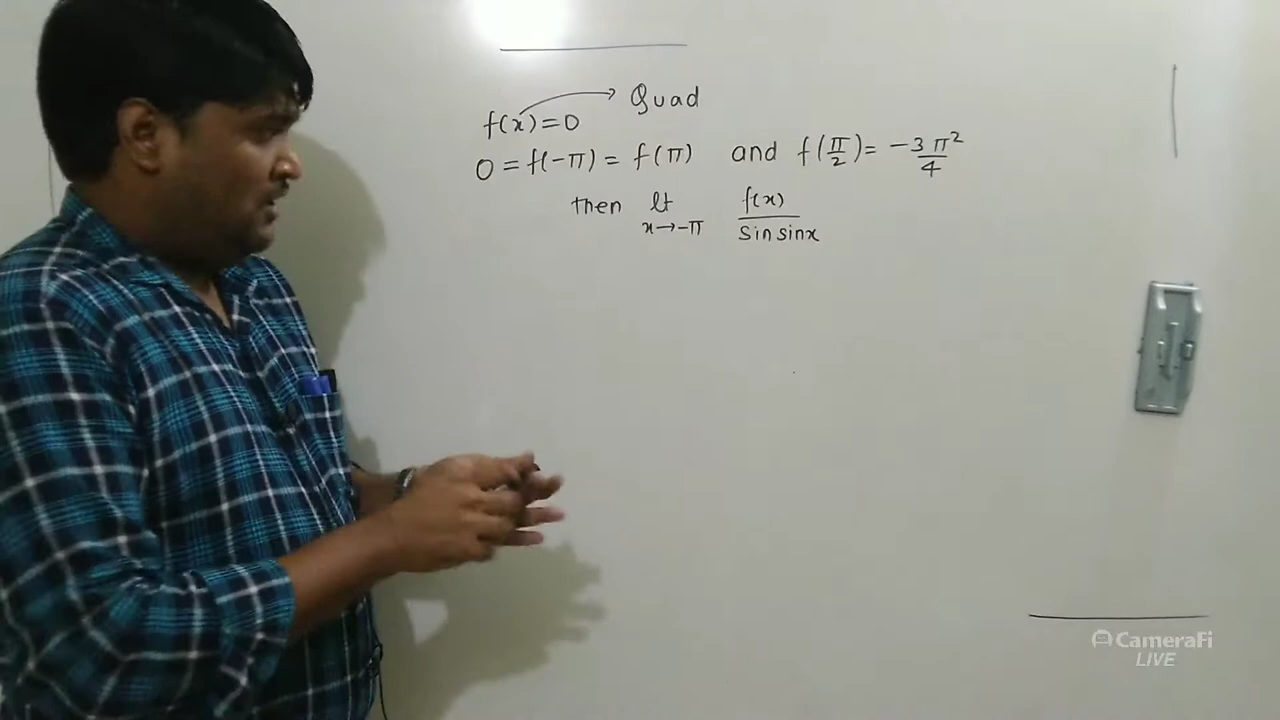 f(x)=0 → Quad
0 = f(-π) = f(π) and f(π/2) = -3π²/4
then lt x→-π f(x)/Sin sinx
CameraFi
LIVE